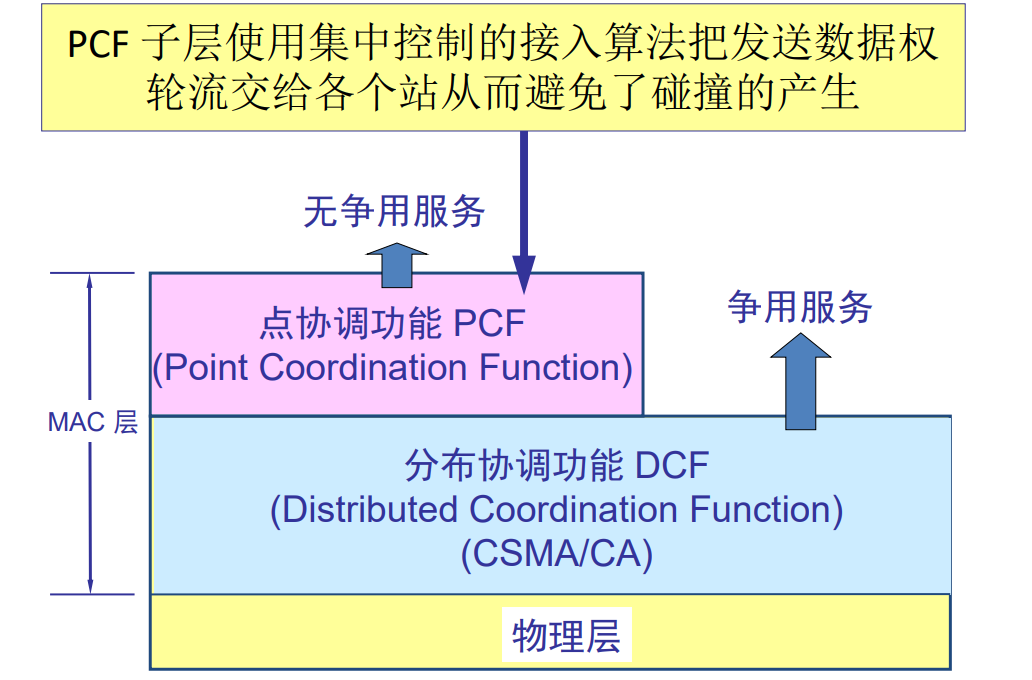 PCF 子层使用集中控制的接入算法把发送数据权
轮流交给各个站从而避免了碰撞的产生
无争用服务
争用服务
点协调功能 PCF
(Point Coordination Function)
MAC 层
分布协调功能 DCF
(Distributed Coordination Function)
(CSMA/CA)
物理层